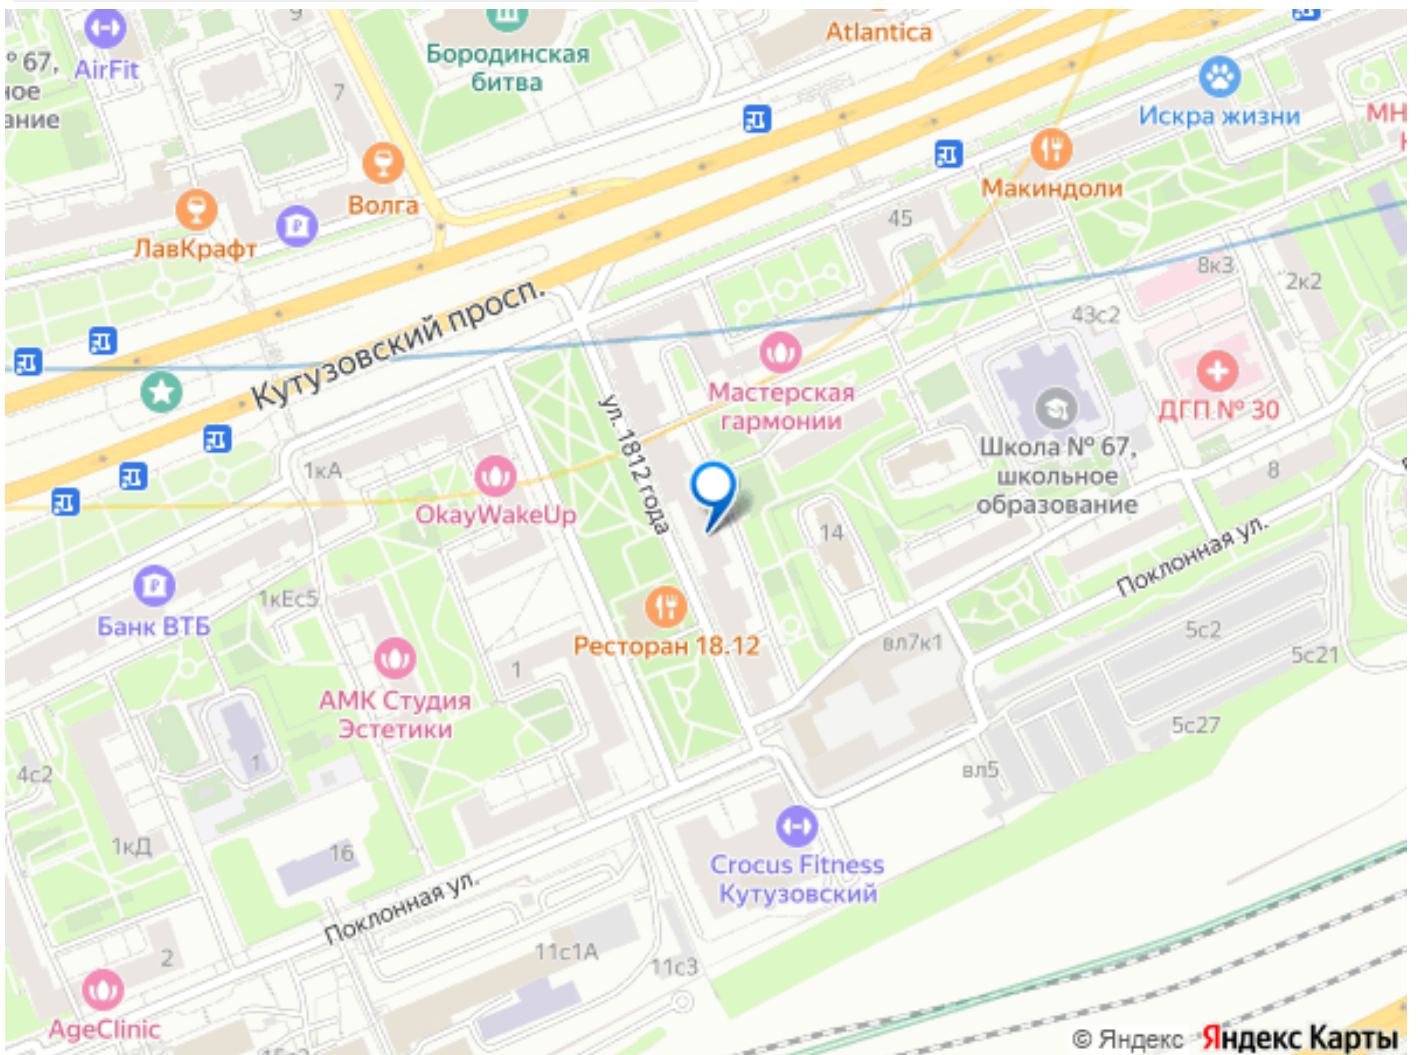 9
Atlantica
Бородинская
битва
№ 67,
AirFit
7
Искра жизни
Макиндоли
Волга
ЛавКрафт
45
8к3
2к2
Кутузовский просп.
43с2
Мастерская
гармонии
ул. 1812 года
ДГП № 30
Школа № 67,
школьное
образование
1кА
OkayWakeUp
8
14
Поклонная ул.
Банк ВТБ
1кЕс5
Ресторан 18.12
вл7к1
5с2
5с21
1
АМК Студия
Эстетики
5с27
4с2
1
вл5
1кД
16
Crocus Fitness
Кутузовский
Поклонная ул.
2
11с1А
11с3
AgeClinic
© Яндекс Яндекс Карты